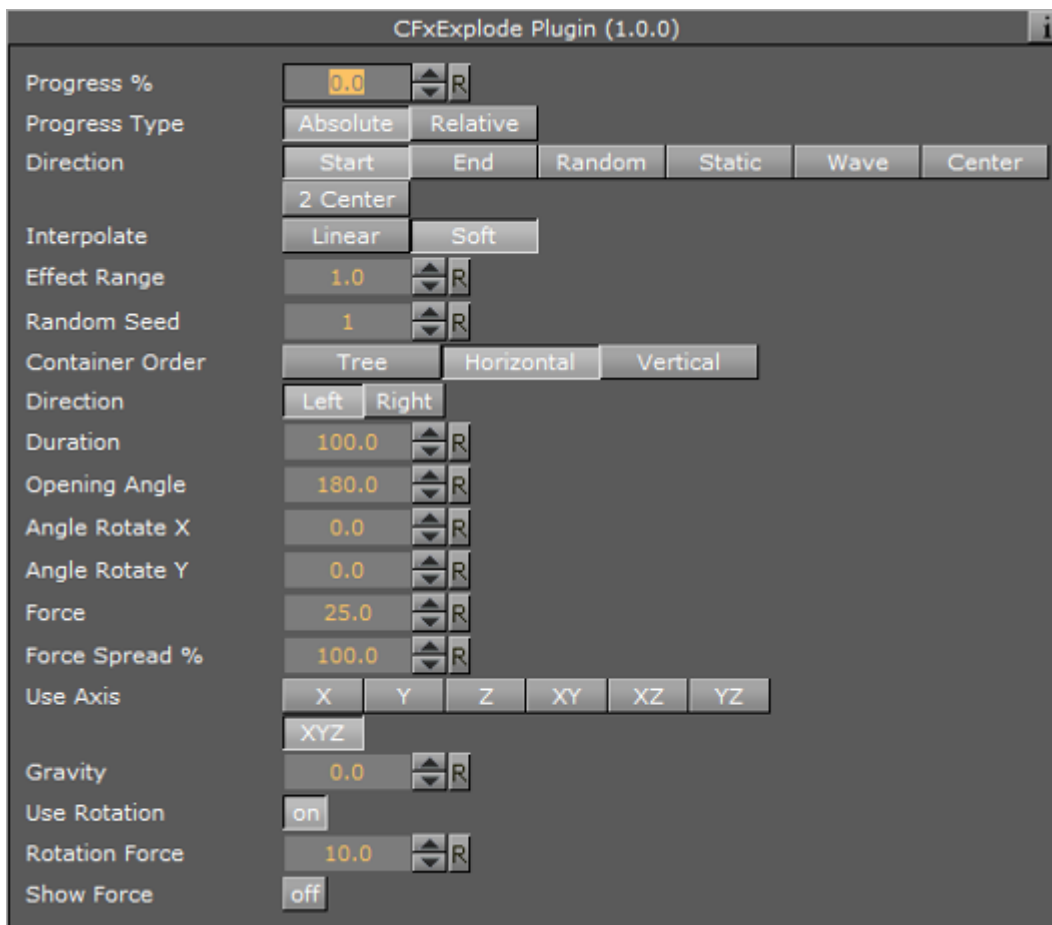 CFxExplode Plugin (1.0.0) i
Progress % 0.0 R
Progress Type Absolute Relative
Direction Start End Random Static Wave Center
2 Center
Interpolate Linear Soft
Effect Range 1.0 R
Random Seed 1 R
Container Order Tree Horizontal Vertical
Direction Left Right
Duration 100.0 R
Opening Angle 180.0 R
Angle Rotate X 0.0 R
Angle Rotate Y 0.0 R
Force 25.0 R
Force Spread % 100.0 R
Use Axis X Y Z XY XZ YZ
XYZ
Gravity 0.0 R
Use Rotation on
Rotation Force 10.0 R
Show Force off